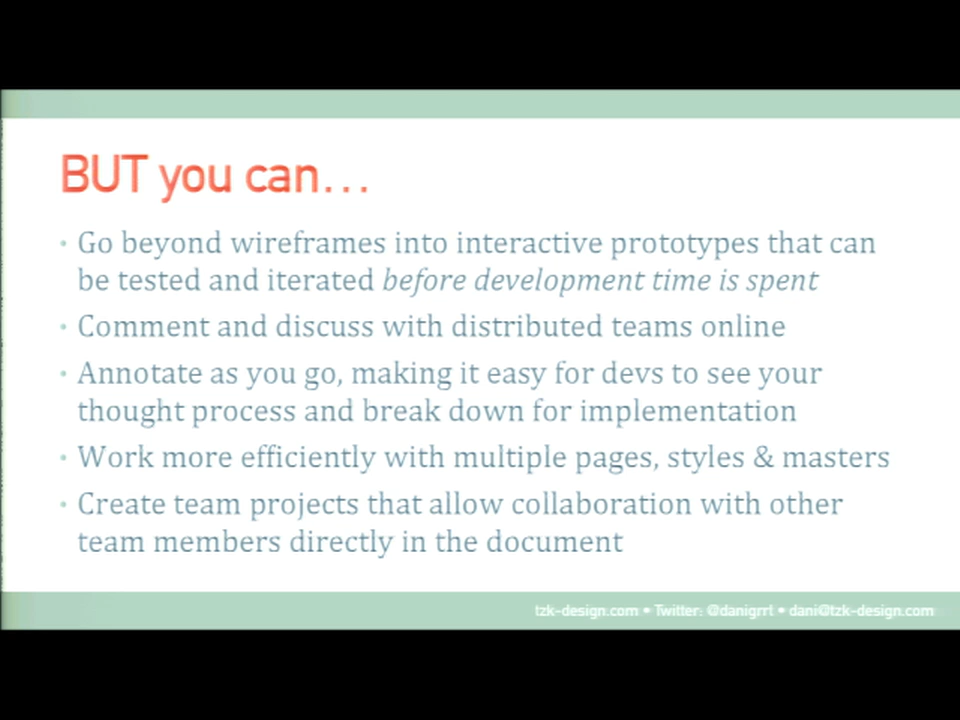 BUT you can...
• Go beyond wireframes into interactive prototypes that can
be tested and iterated before development time is spent
• Comment and discuss with distributed teams online
• Annotate as you go, making it easy for devs to see your
thought process and break down for implementation
• Work more efficiently with multiple pages, styles & masters
• Create team projects that allow collaboration with other
team members directly in the document
tzk-design.com • Twitter: @danigrrl • dani@tzk-design.com